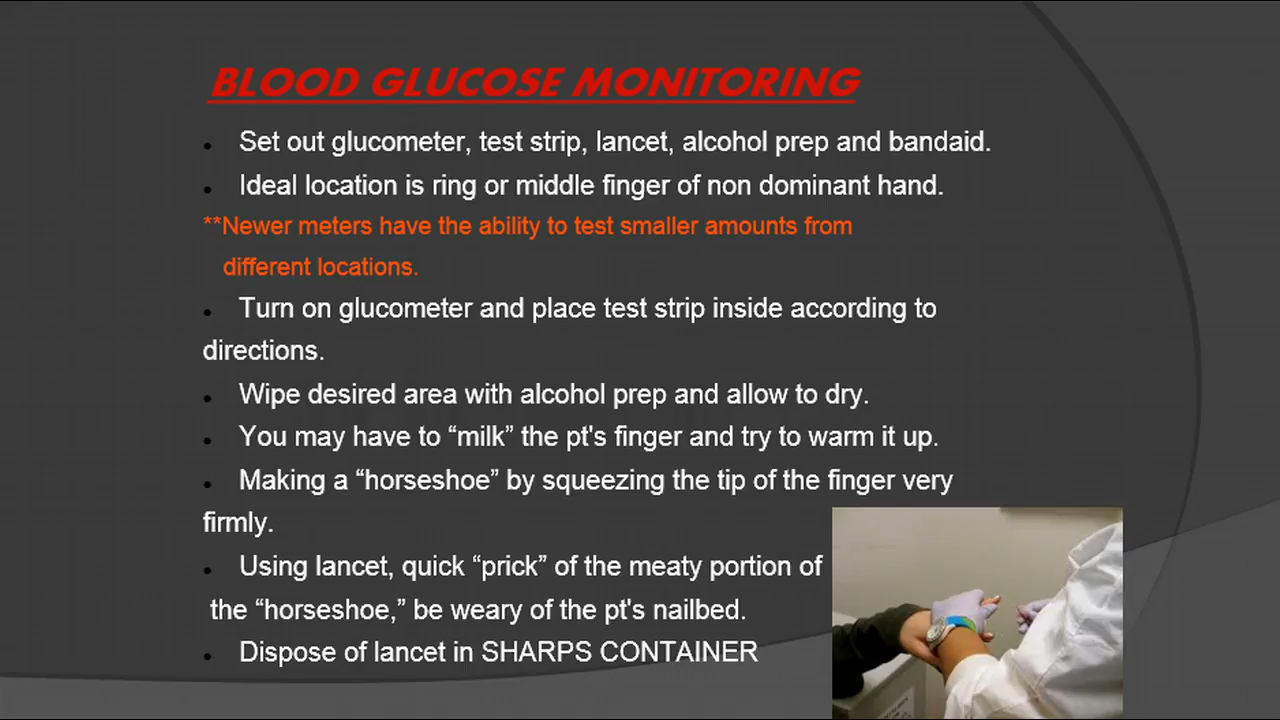 BLOOD GLUCOSE MONITORING
• Set out glucometer, test strip, lancet, alcohol prep and bandaid.
• Ideal location is ring or middle finger of non dominant hand.
**Newer meters have the ability to test smaller amounts from
different locations.
• Turn on glucometer and place test strip inside according to
directions.
• Wipe desired area with alcohol prep and allow to dry.
• You may have to “milk” the pt's finger and try to warm it up.
• Making a “horseshoe” by squeezing the tip of the finger very
firmly.
• Using lancet, quick “prick” of the meaty portion of
the “horseshoe,” be weary of the pt's nailbed.
• Dispose of lancet in SHARPS CONTAINER